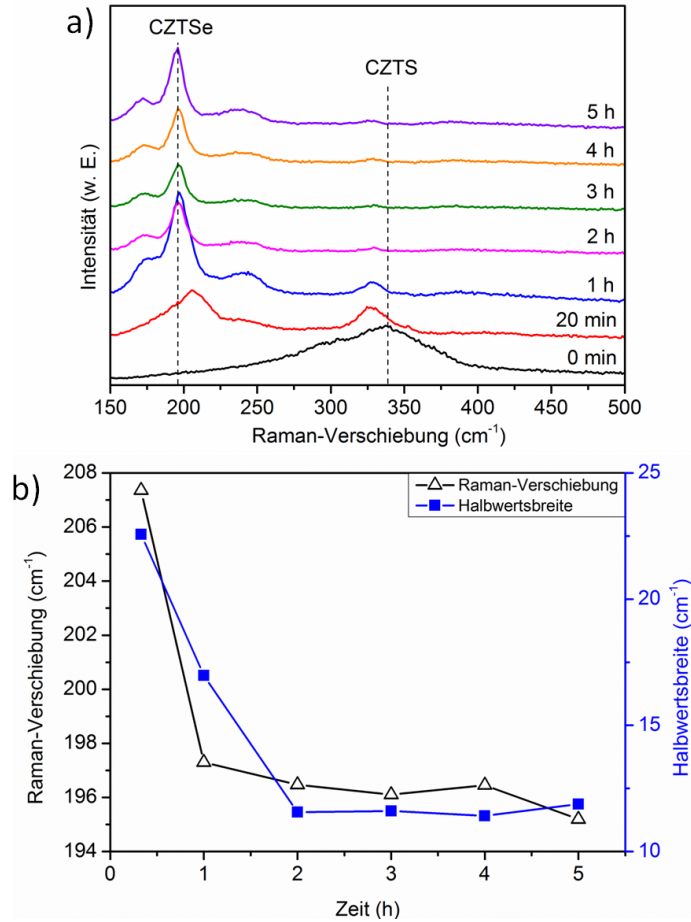 a)
CZTSe
CZTS
5 h
4 h
3 h
2 h
1 h
20 min
0 min
Intensität (w. E.)
150 200 250 300 350 400 450 500
Raman-Verschiebung (cm⁻¹)
b)
Raman-Verschiebung
Halbwertsbreite
208
206
204
202
200
198
196
194
Raman-Verschiebung (cm⁻¹)
25
20
15
10
Halbwertsbreite (cm⁻¹)
0 1 2 3 4 5
Zeit (h)